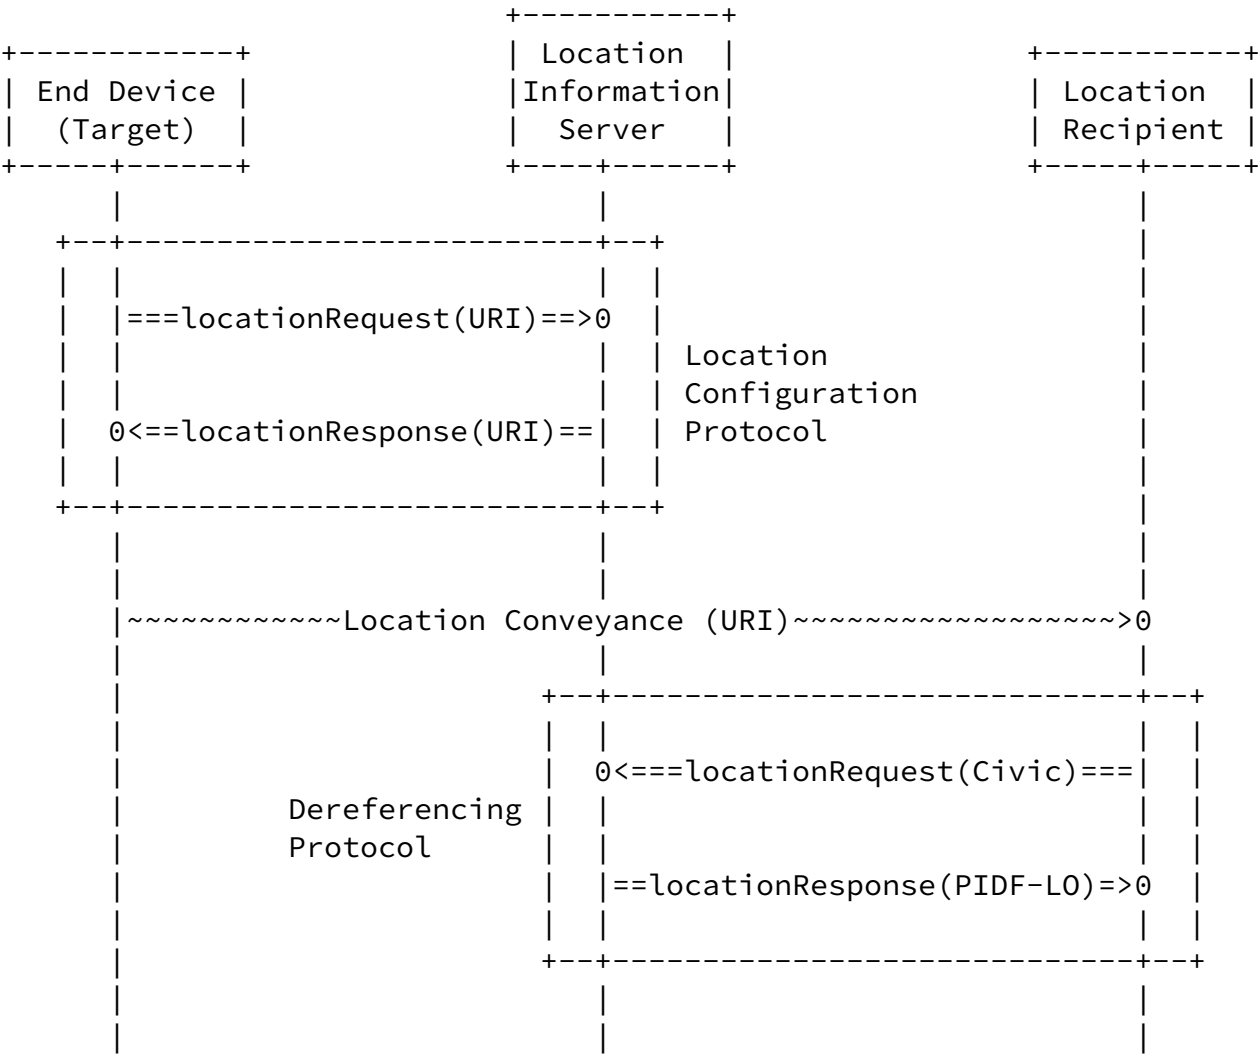 +-----------+
+------------+              | Location  |                +-----------+
| End Device |              |Information|                | Location  |
|  (Target)  |              |  Server   |                | Recipient |
+-----+------+              +----+------+                +-----+-----+
      |                          |                             |
   +--+--------------------------+--+                          |
   |  |                          |  |                          |
   |  |===locationRequest(URI)==>0  |                          |
   |  |                          |  | Location                 |
   |  |                          |  | Configuration            |
   |  0<==locationResponse(URI)==|  | Protocol                 |
   |  |                          |  |                          |
   +--+--------------------------+--+                          |
      |                          |                             |
      |                          |                             |
      |~~~~~~~~~~~~Location Conveyance (URI)~~~~~~~~~~~~~~~~~~>0
      |                          |                             |
      |                       +--+-----------------------------+--+
      |                       |  |                             |  |
      |                       |  0<===locationRequest(Civic)===|  |
      |         Dereferencing |  |                             |  |
      |         Protocol      |  |                             |  |
      |                       |  |==locationResponse(PIDF-LO)=>0  |
      |                       |  |                             |  |
      |                       +--+-----------------------------+--+
      |                          |                             |
      |                          |                             |